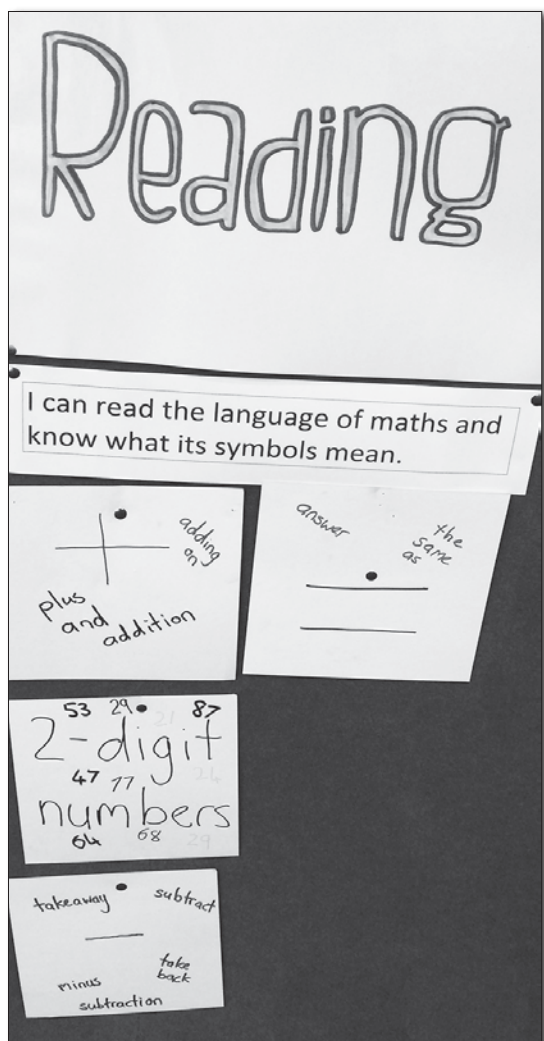 Reading
I can read the language of maths and
know what its symbols mean.
+
adding
on
plus
and
addition
answer
the
same
as
=
53 29 21 87
2-digit
47 77 24
numbers
64 68 29
takeaway subtract
−
minus take
back
subtraction